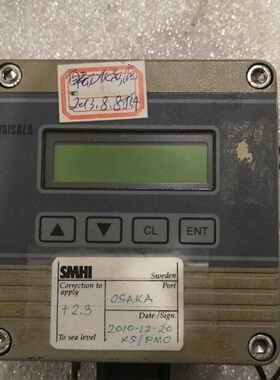 2013.8.8
VAISALA
CL
ENT
SMHI
Sweden
Correction to apply
Port
+2.3
OSAKA
Date/Sign.
2010-12-20
To sea level
KS/PMO